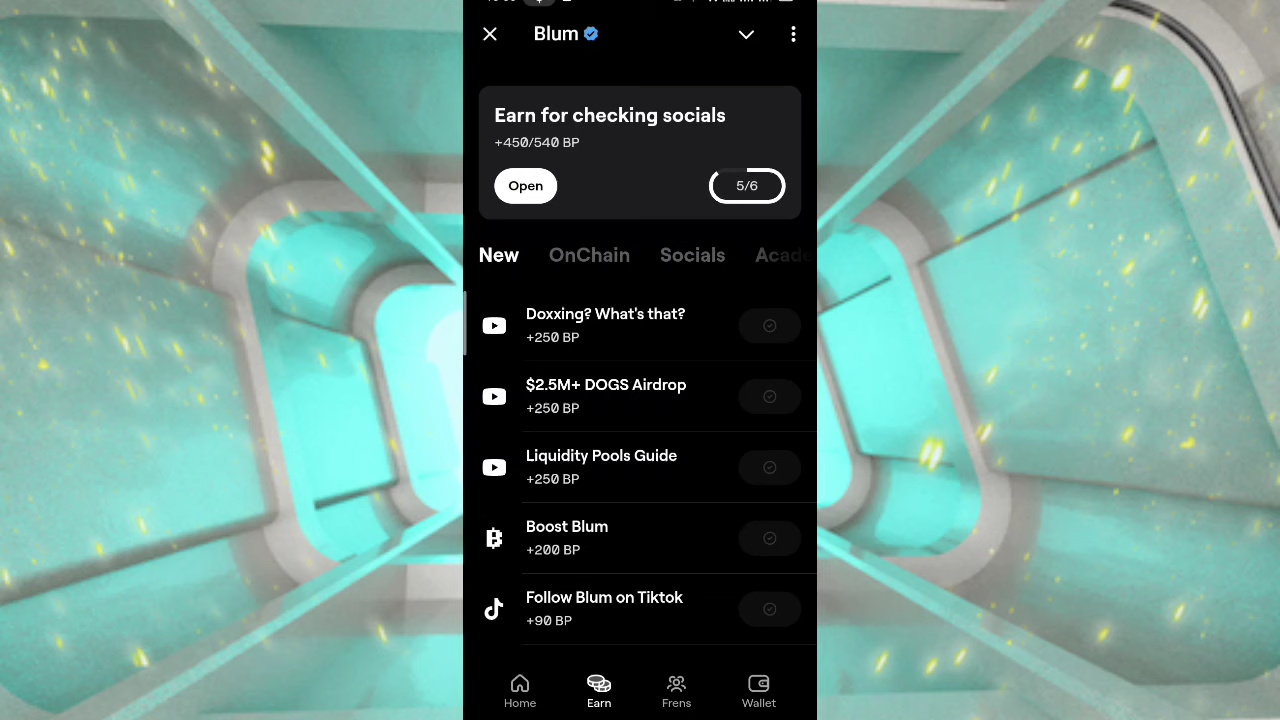 Blum
Earn for checking socials
+450/540 BP
Open
5/6
New OnChain Socials
Doxxing? What's that?
+250 BP
$2.5M+ DOGS Airdrop
+250 BP
Liquidity Pools Guide
+250 BP
Boost Blum
+200 BP
Follow Blum on Tiktok
+90 BP
Home Earn Frens Wallet